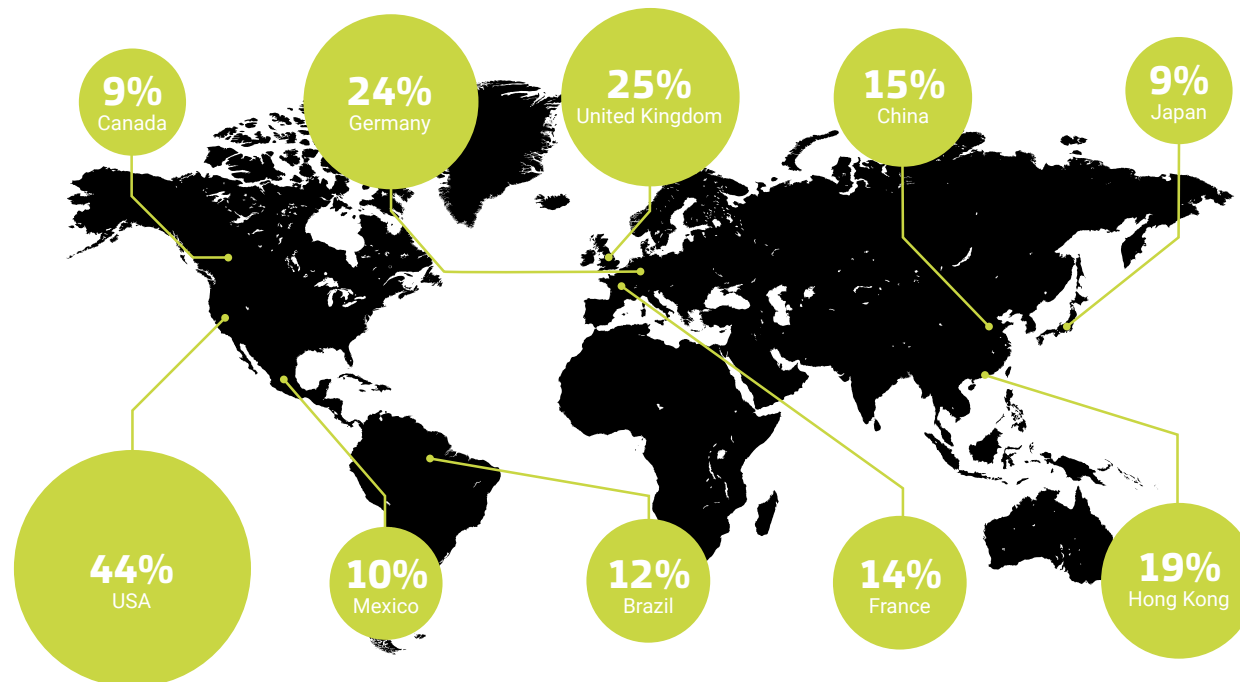 9%
Canada
24%
Germany
25%
United Kingdom
15%
China
9%
Japan
44%
USA
10%
Mexico
12%
Brazil
14%
France
19%
Hong Kong